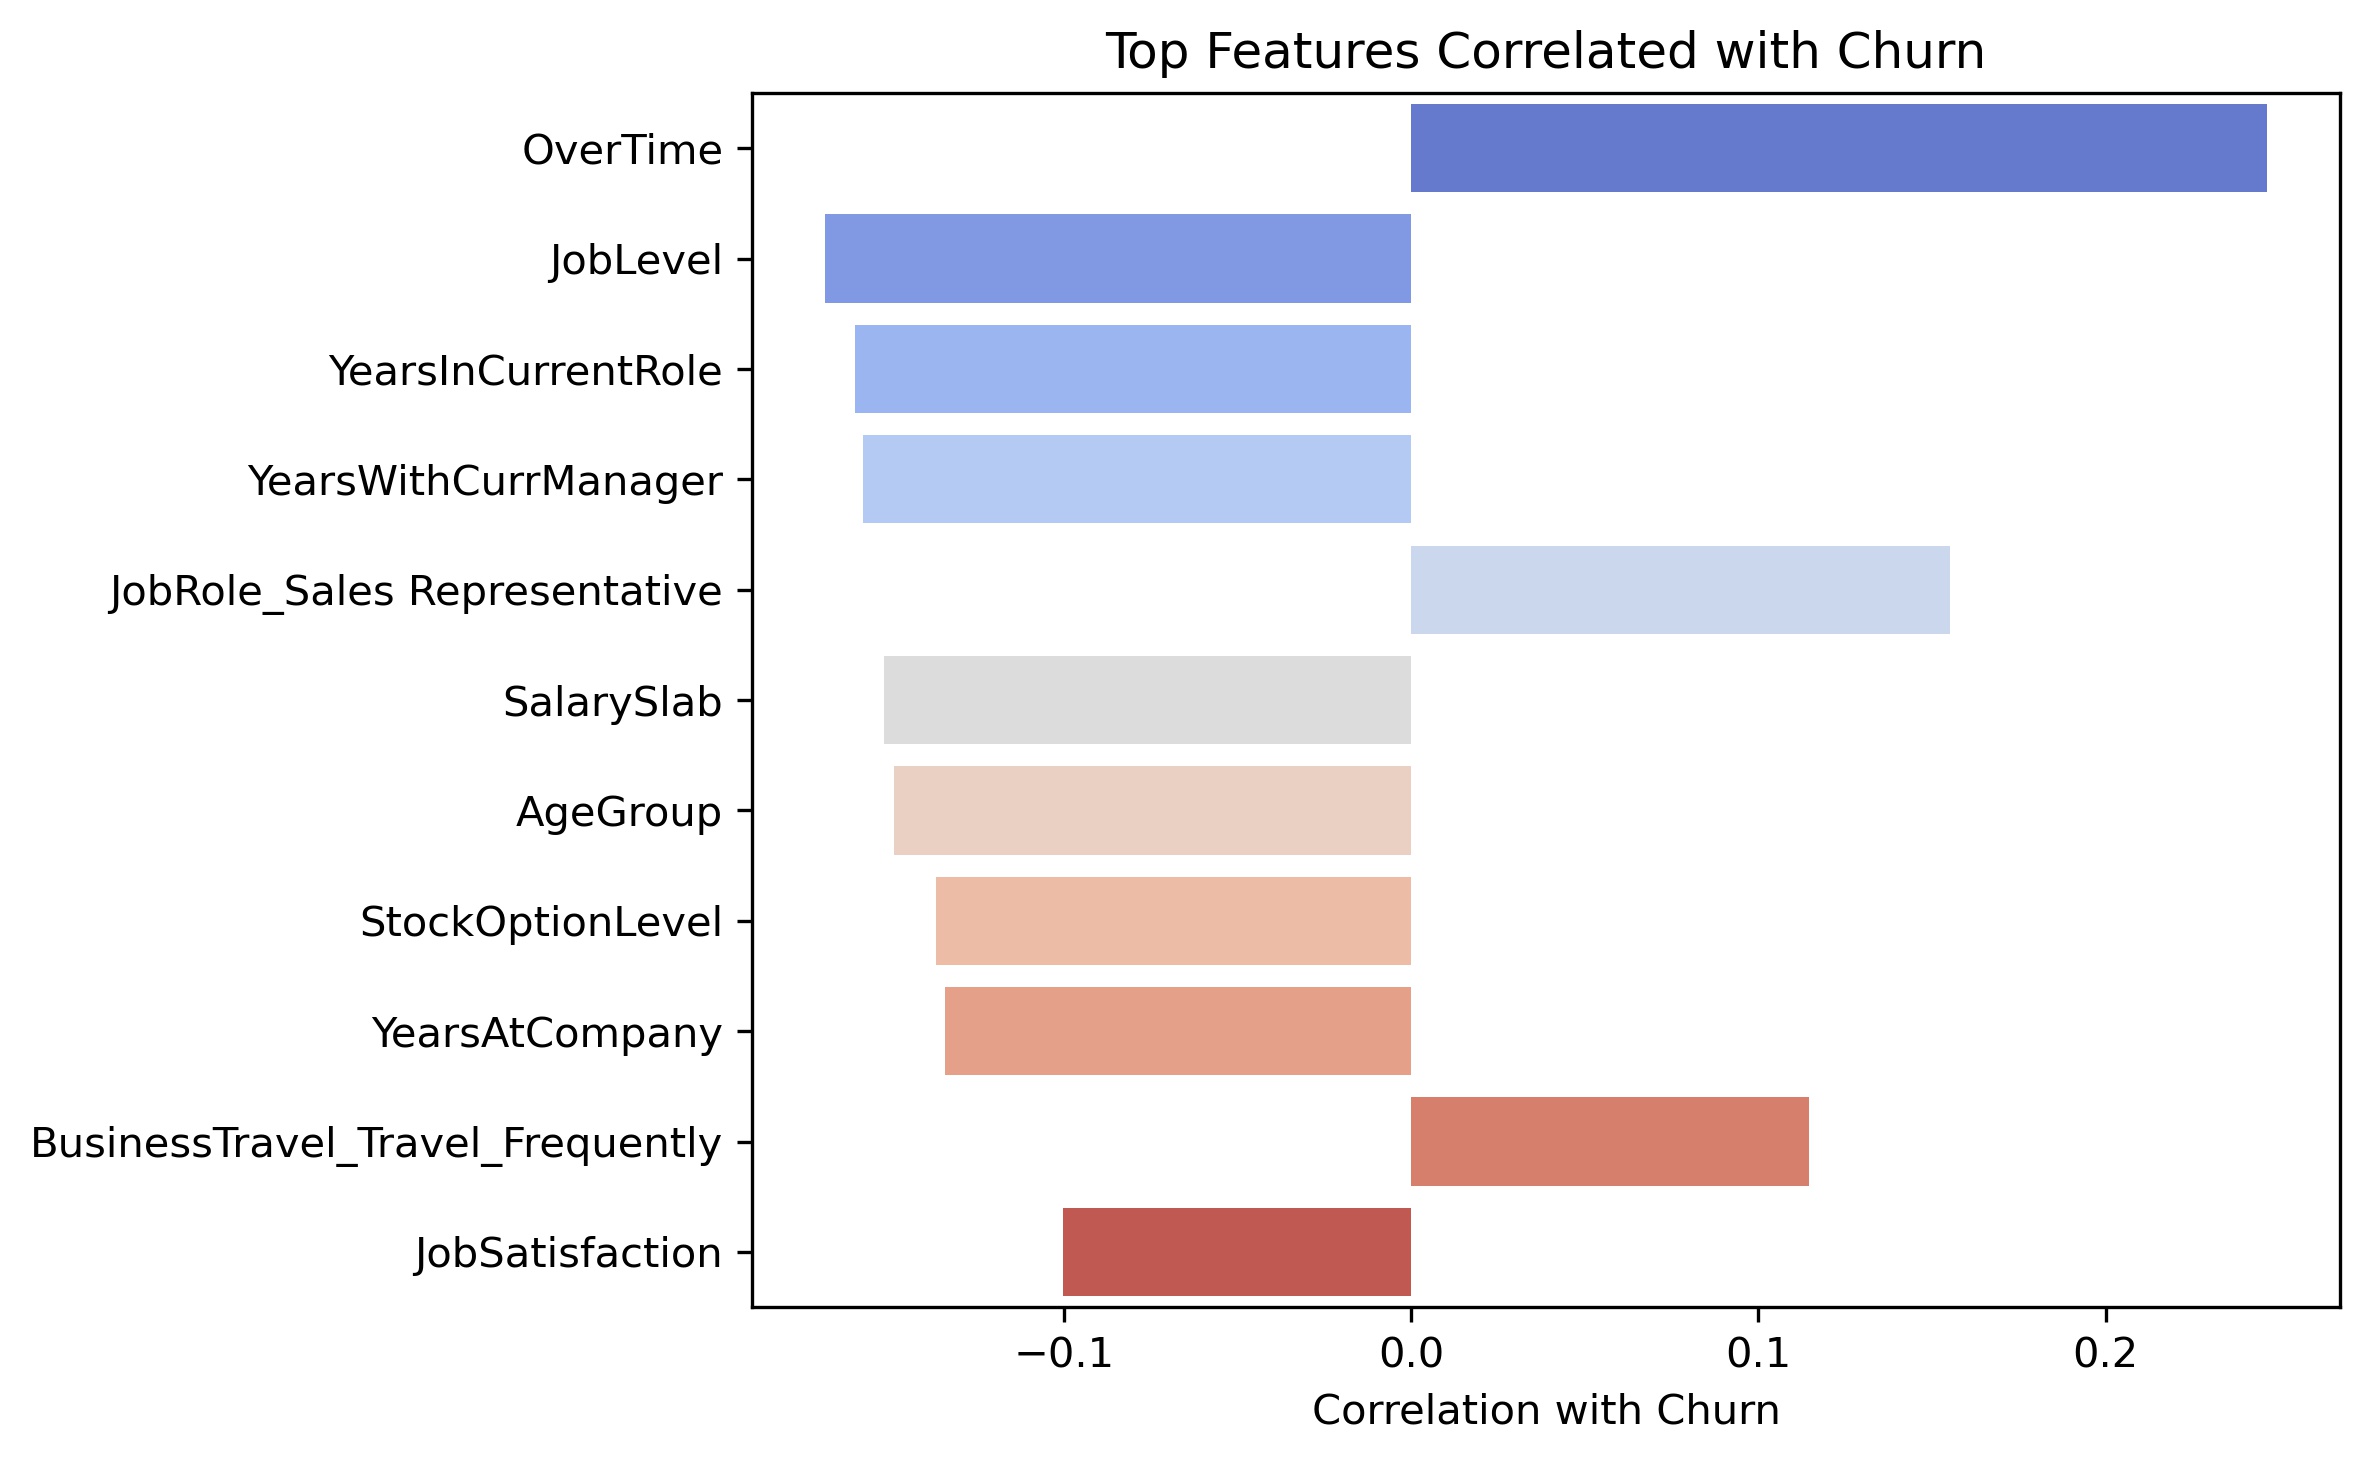 Top Features Correlated with Churn
OverTime
JobLevel
YearsInCurrentRole
YearsWithCurrManager
JobRole_Sales Representative
SalarySlab
AgeGroup
StockOptionLevel
YearsAtCompany
BusinessTravel_Travel_Frequently
JobSatisfaction
−0.1 0.0 0.1 0.2
Correlation with Churn